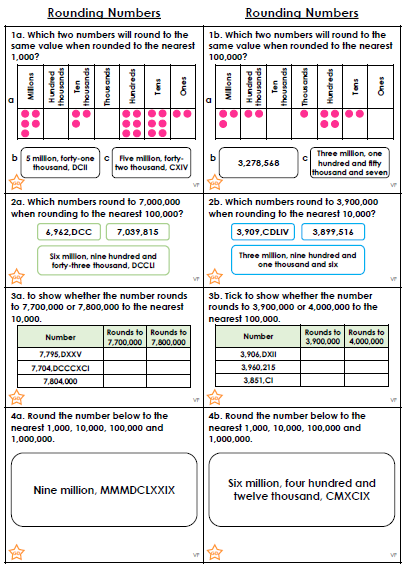 Rounding Numbers
Rounding Numbers
1a. Which two numbers will round to the
same value when rounded to the nearest
1,000?
a
Millions
Hundred
thousands
Ten
thousands
Thousands
Hundreds
Tens
Ones
b
5 million, forty-one
thousand, DCII
c
Five million, forty-
two thousand, CXIV
VF
1b. Which two numbers will round to the
same value when rounded to the nearest
100,000?
a
Millions
Hundred
thousands
Ten
thousands
Thousands
Hundreds
Tens
Ones
b
3,278,568
c
Three million, one
hundred and fifty
thousand and seven
VF
2a. Which numbers round to 7,000,000
when rounding to the nearest 100,000?
6,962,DCC
7,039,815
Six million, nine hundred and
forty-three thousand, DCCLI
VF
2b. Which numbers round to 3,900,000
when rounding to the nearest 10,000?
3,909,CDLIV
3,899,516
Three million, nine hundred and
one thousand and six
VF
3a. to show whether the number rounds
to 7,700,000 or 7,800,000 to the nearest
10,000.
Number
Rounds to
7,700,000
Rounds to
7,800,000
7,795,DXXV
7,704,DCCCXCI
7,804,000
VF
3b. Tick to show whether the number
rounds to 3,900,000 or 4,000,000 to the
nearest 100,000.
Number
Rounds to
3,900,000
Rounds to
4,000,000
3,906,DXII
3,960,215
3,851,CI
VF
4a. Round the number below to the
nearest 1,000, 10,000, 100,000 and
1,000,000.
Nine million, MMMDCLXXIX
VF
4b. Round the number below to the
nearest 1,000, 10,000, 100,000 and
1,000,000.
Six million, four hundred and
twelve thousand, CMXCIX
VF